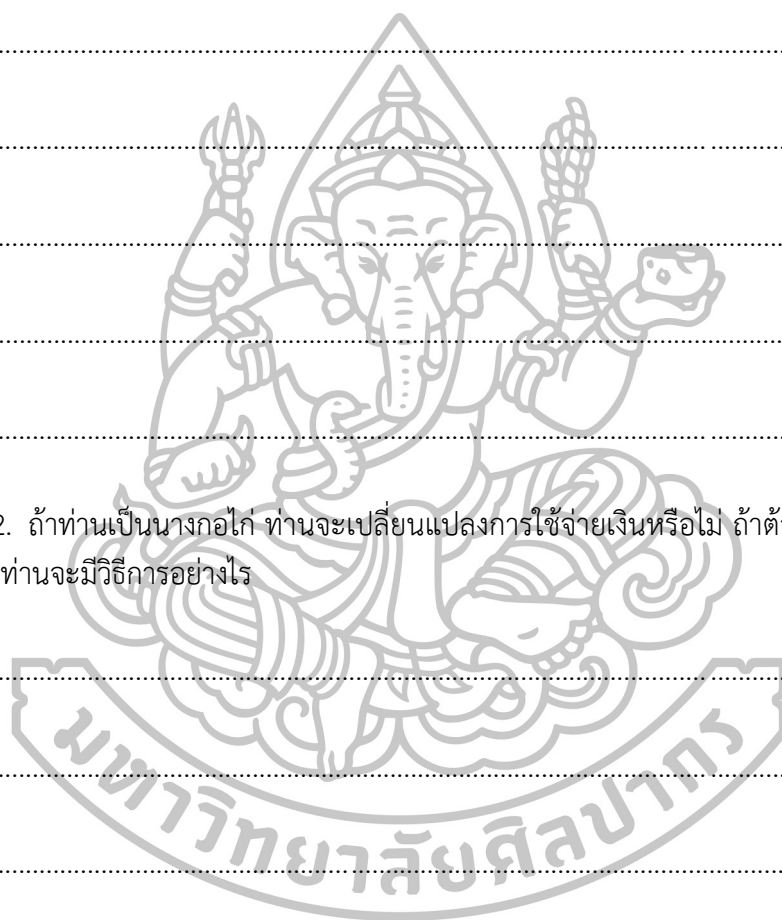 2. ถ้าท่านเป็นนางกอไก่ ท่านจะเปลี่ยนแปลงการใช้จ่ายเงินหรือไม่
ท่านจะมีวิธีการอย่างไร
มหาวิทยาลัยศิลปากร